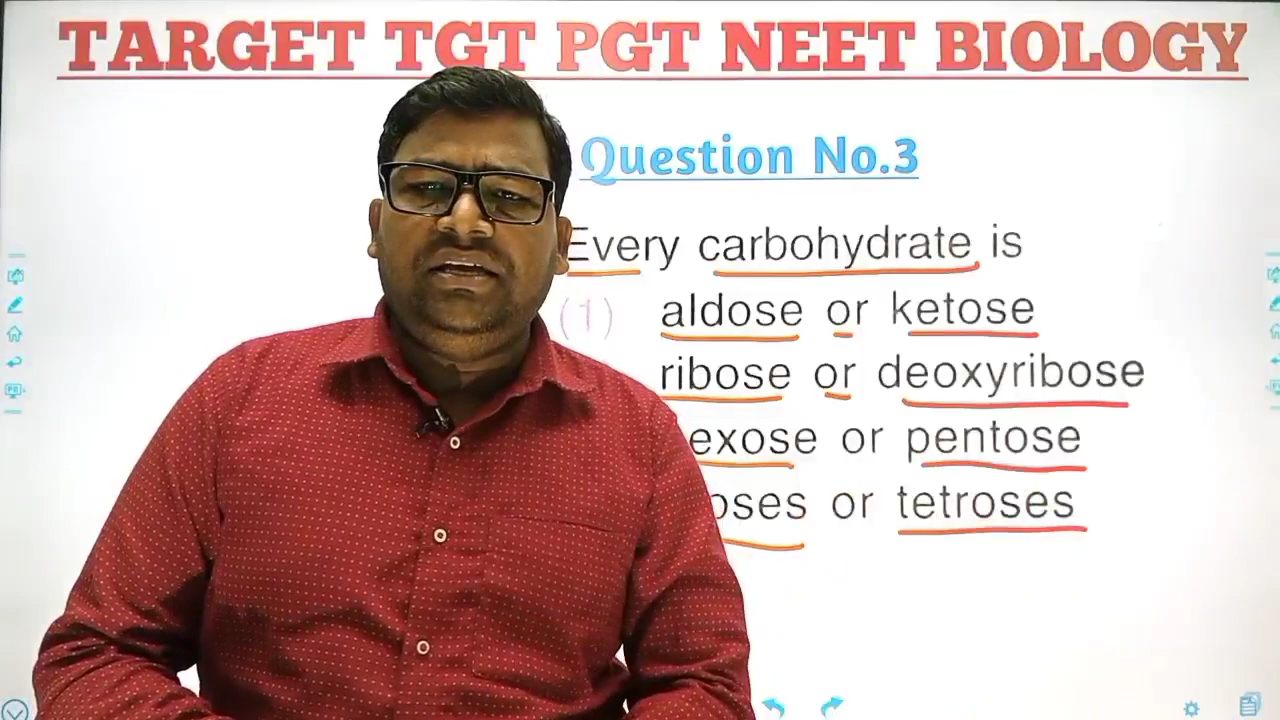 TARGET TGT PGT NEET BIOLOGY
Question No.3
Every carbohydrate is
(1) aldose or ketose
ribose or deoxyribose
exose or pentose
oses or tetroses